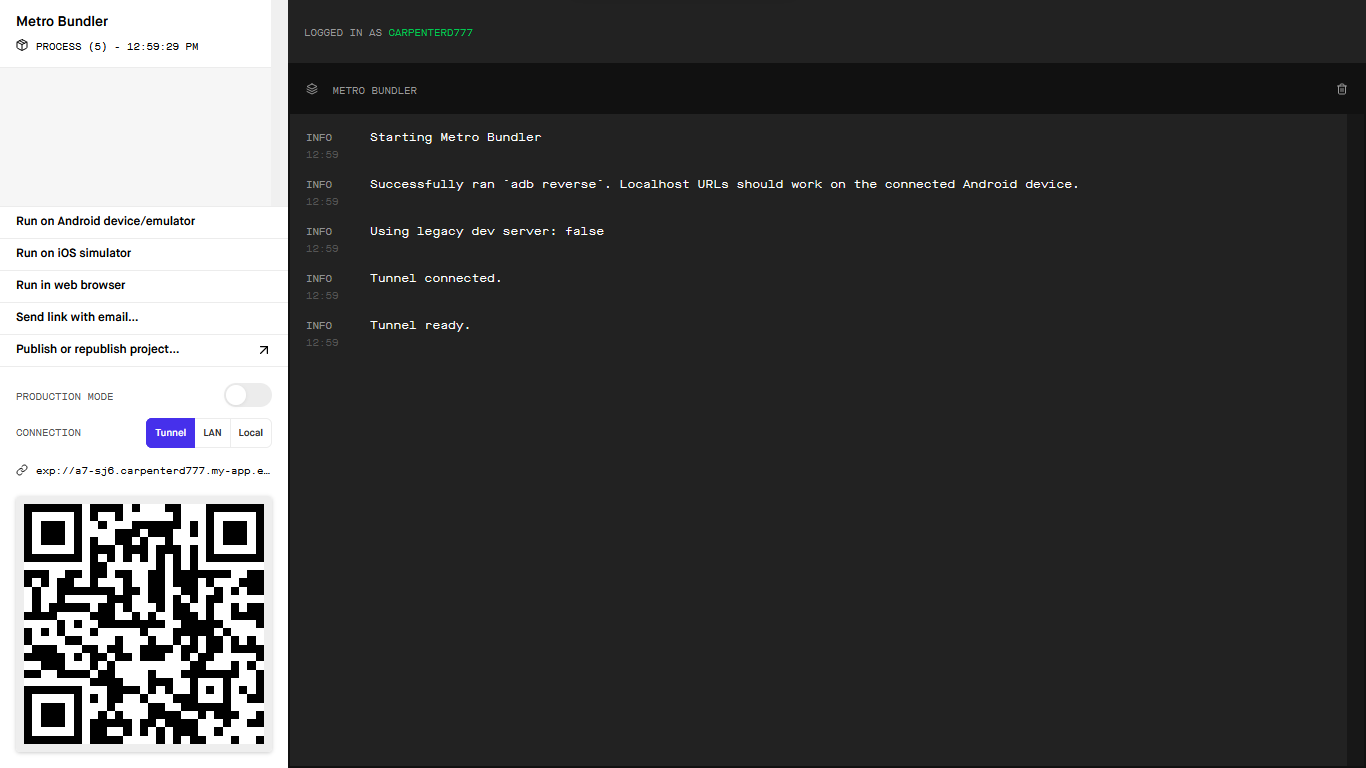 Metro Bundler
PROCESS (5) - 12:59:29 PM
Run on Android device/emulator
Run on iOS simulator
Run in web browser
Send link with email...
Publish or republish project...
PRODUCTION MODE
CONNECTION Tunnel LAN Local
exp://a7-sj6.carpenterd777.my-app.e...
LOGGED IN AS CARPENTERD777
METRO BUNDLER
INFO Starting Metro Bundler
12:59
INFO Successfully ran `adb reverse`. Localhost URLs should work on the connected Android device.
12:59
INFO Using legacy dev server: false
12:59
INFO Tunnel connected.
12:59
INFO Tunnel ready.
12:59